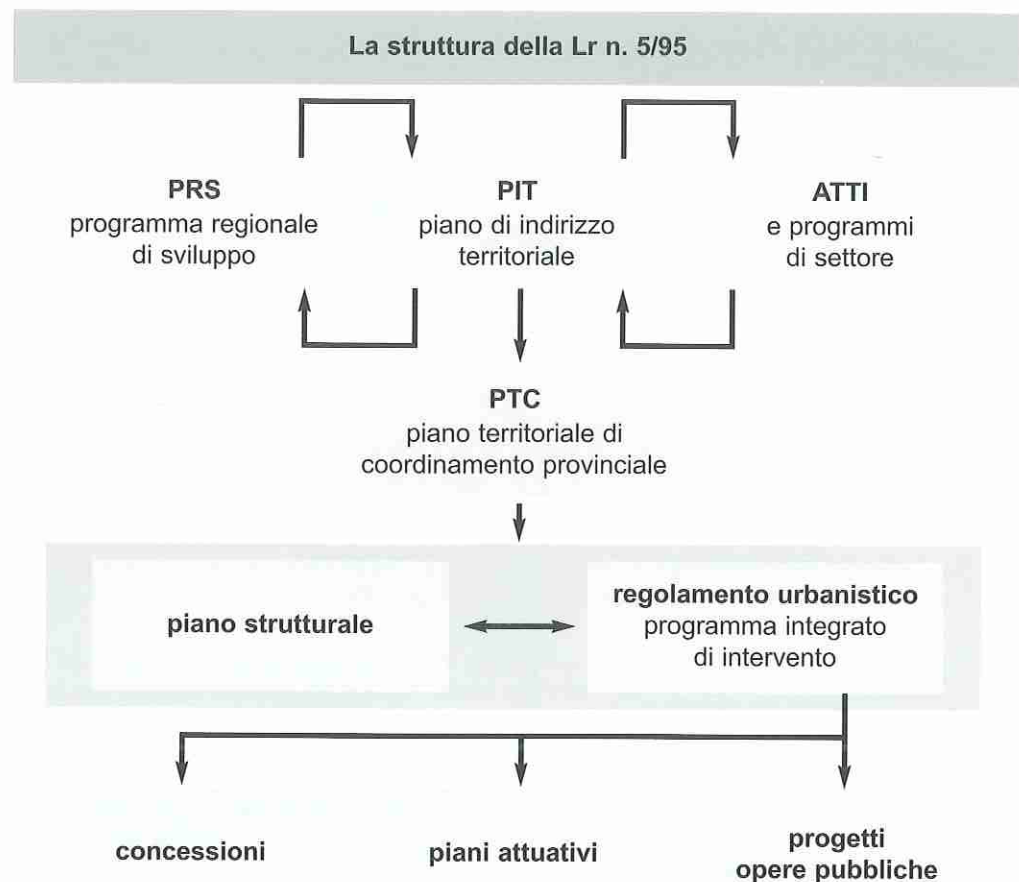 La struttura della Lr n. 5/95
PRS
programma regionale
di sviluppo
PIT
piano di indirizzo
territoriale
ATTI
e programmi
di settore
PTC
piano territoriale di
coordinamento provinciale
piano strutturale
regolamento urbanistico
programma integrato
di intervento
concessioni
piani attuativi
progetti
opere pubbliche